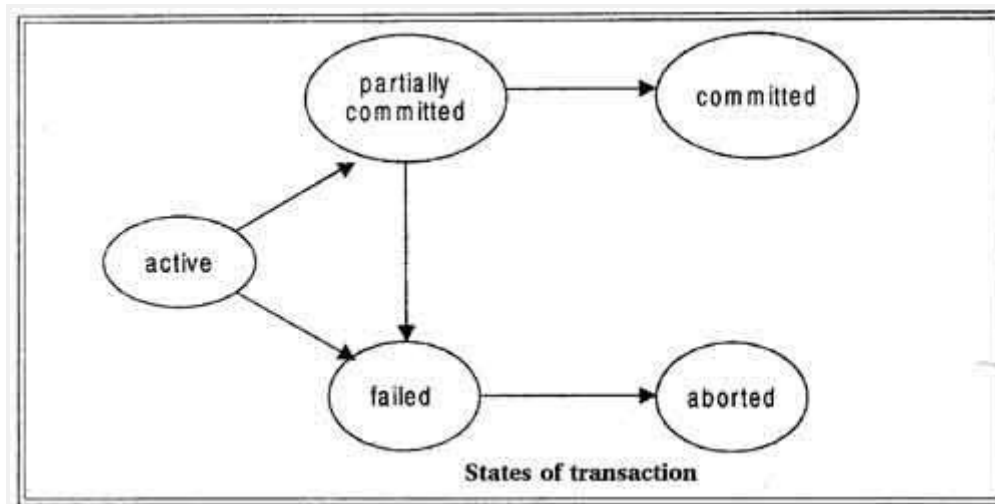 partially
committed
committed
active
failed
aborted
States of transaction